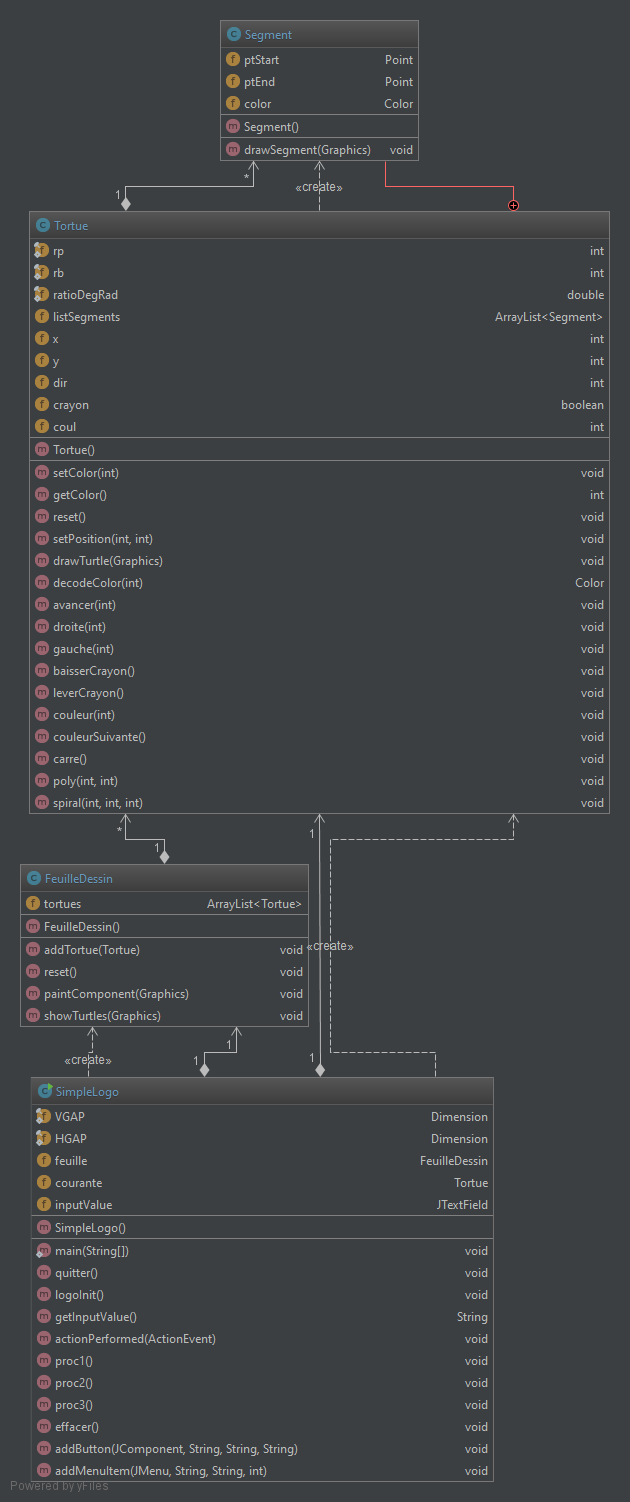 Segment
ptStart Point
ptEnd Point
color Color
Segment()
drawSegment(Graphics) void
1 *
«create»
Tortue
rp int
rb int
ratioDegRad double
listSegments ArrayList<Segment>
x int
y int
dir int
crayon boolean
coul int
Tortue()
setColor(int) void
getColor() int
reset() void
setPosition(int, int) void
drawTurtle(Graphics) void
decodeColor(int) Color
avancer(int) void
droite(int) void
gauche(int) void
baisserCrayon() void
leverCrayon() void
couleur(int) void
couleurSuivante() void
carre() void
poly(int, int) void
spiral(int, int, int) void
* 1
1
FeuilleDessin
tortues ArrayList<Tortue>
FeuilleDessin()
addTortue(Tortue) void
«create»
reset() void
paintComponent(Graphics) void
showTurtles(Graphics) void
«create»
1 1 1
SimpleLogo
VGAP Dimension
HGAP Dimension
feuille FeuilleDessin
courante Tortue
inputValue JTextField
SimpleLogo()
main(String[]) void
quitter() void
logoInit() void
getInputValue() String
actionPerformed(ActionEvent) void
proc1() void
proc2() void
proc3() void
effacer() void
addButton(JComponent, String, String, String) void
addMenuItem(JMenu, String, String, int) void
Powered by yFiles